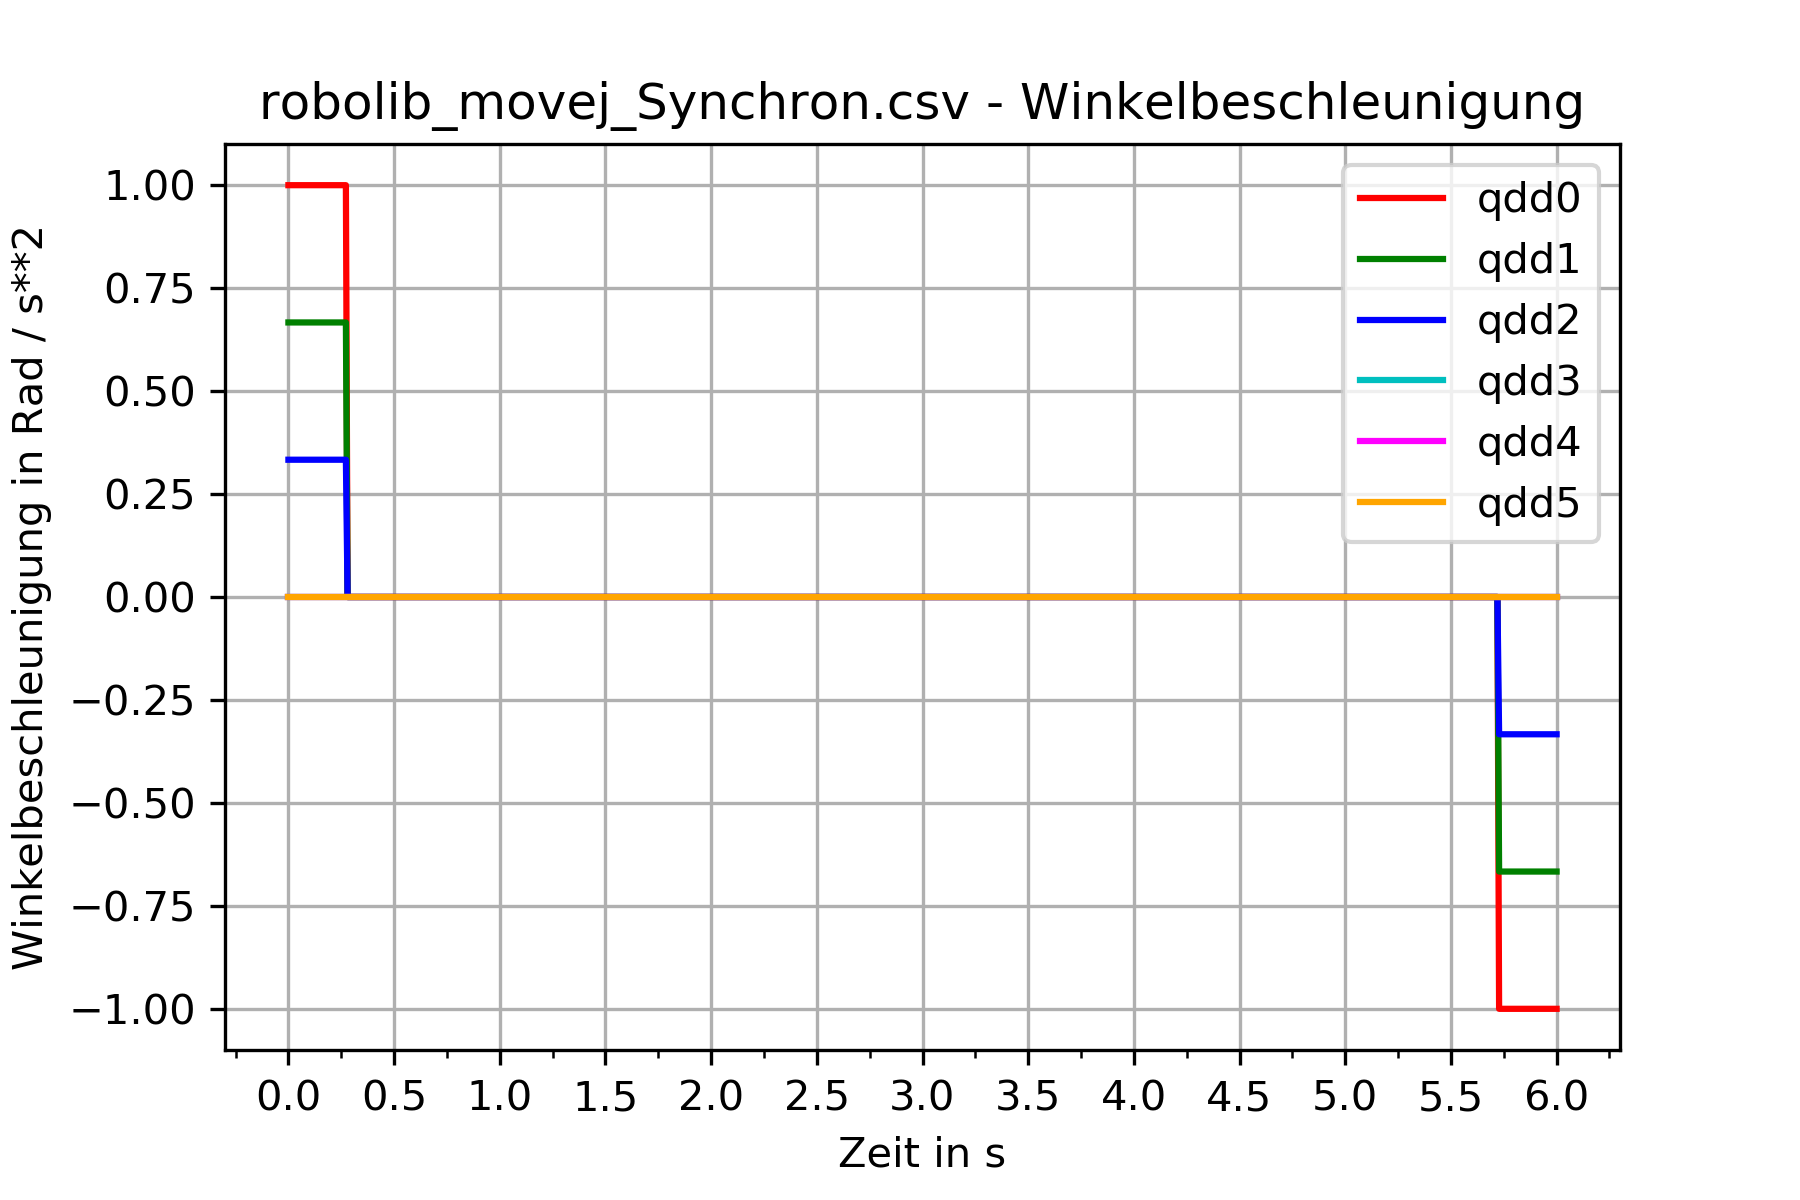 robolib_movej_Synchron.csv - Winkelbeschleunigung
Winkelbeschleunigung in Rad / s**2
1.00
0.75
0.50
0.25
0.00
−0.25
−0.50
−0.75
−1.00
qdd0
qdd1
qdd2
qdd3
qdd4
qdd5
0.0 0.5 1.0 1.5 2.0 2.5 3.0 3.5 4.0 4.5 5.0 5.5 6.0
Zeit in s